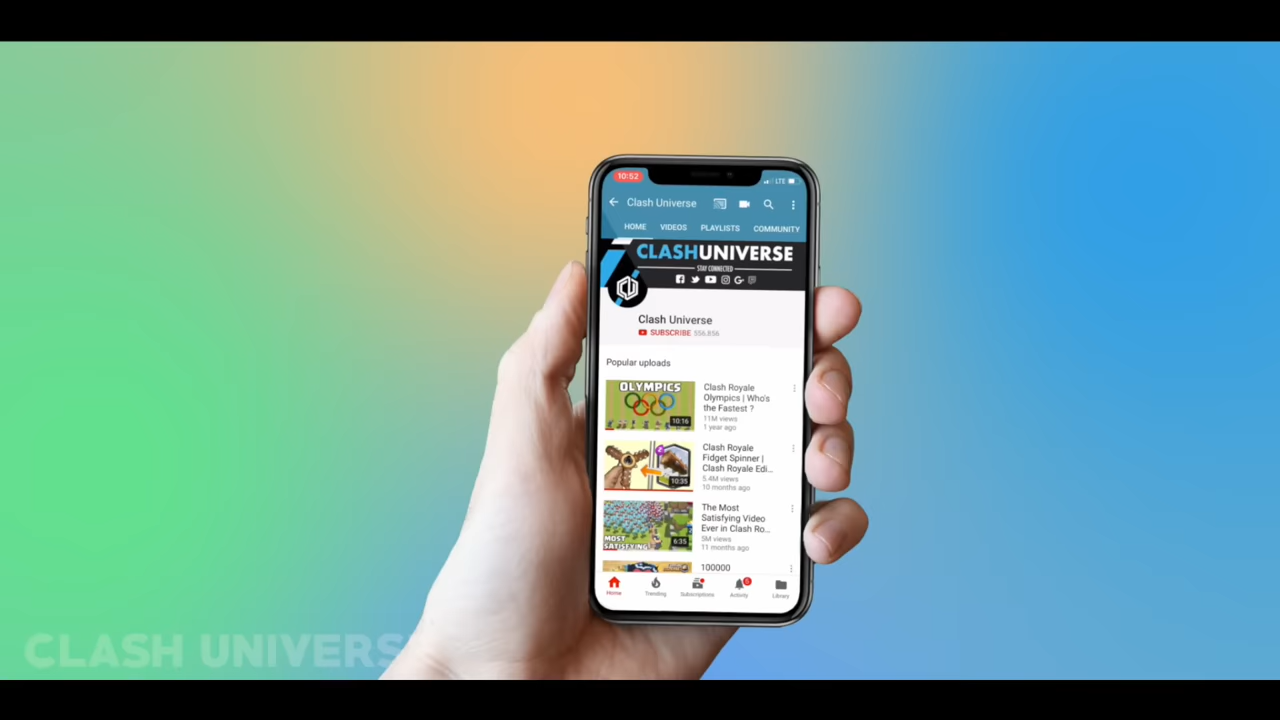 10:52
LTE
Clash Universe
HOME VIDEOS PLAYLISTS COMMUNITY
CLASHUNIVERSE
STAY CONNECTED
CU
Clash Universe
SUBSCRIBE 556,856
Popular uploads
OLYMPICS
10:16
Clash Royale
Olympics | Who's
the Fastest ?
11M views
1 year ago
10:35
Clash Royale
Fidget Spinner |
Clash Royale Edi...
5.4M views
10 months ago
MOST
SATISFYING
6:35
The Most
Satisfying Video
Ever in Clash Ro...
5M views
11 months ago
100000
Home Trending Subscriptions Activity Library
CLASH UNIVERS